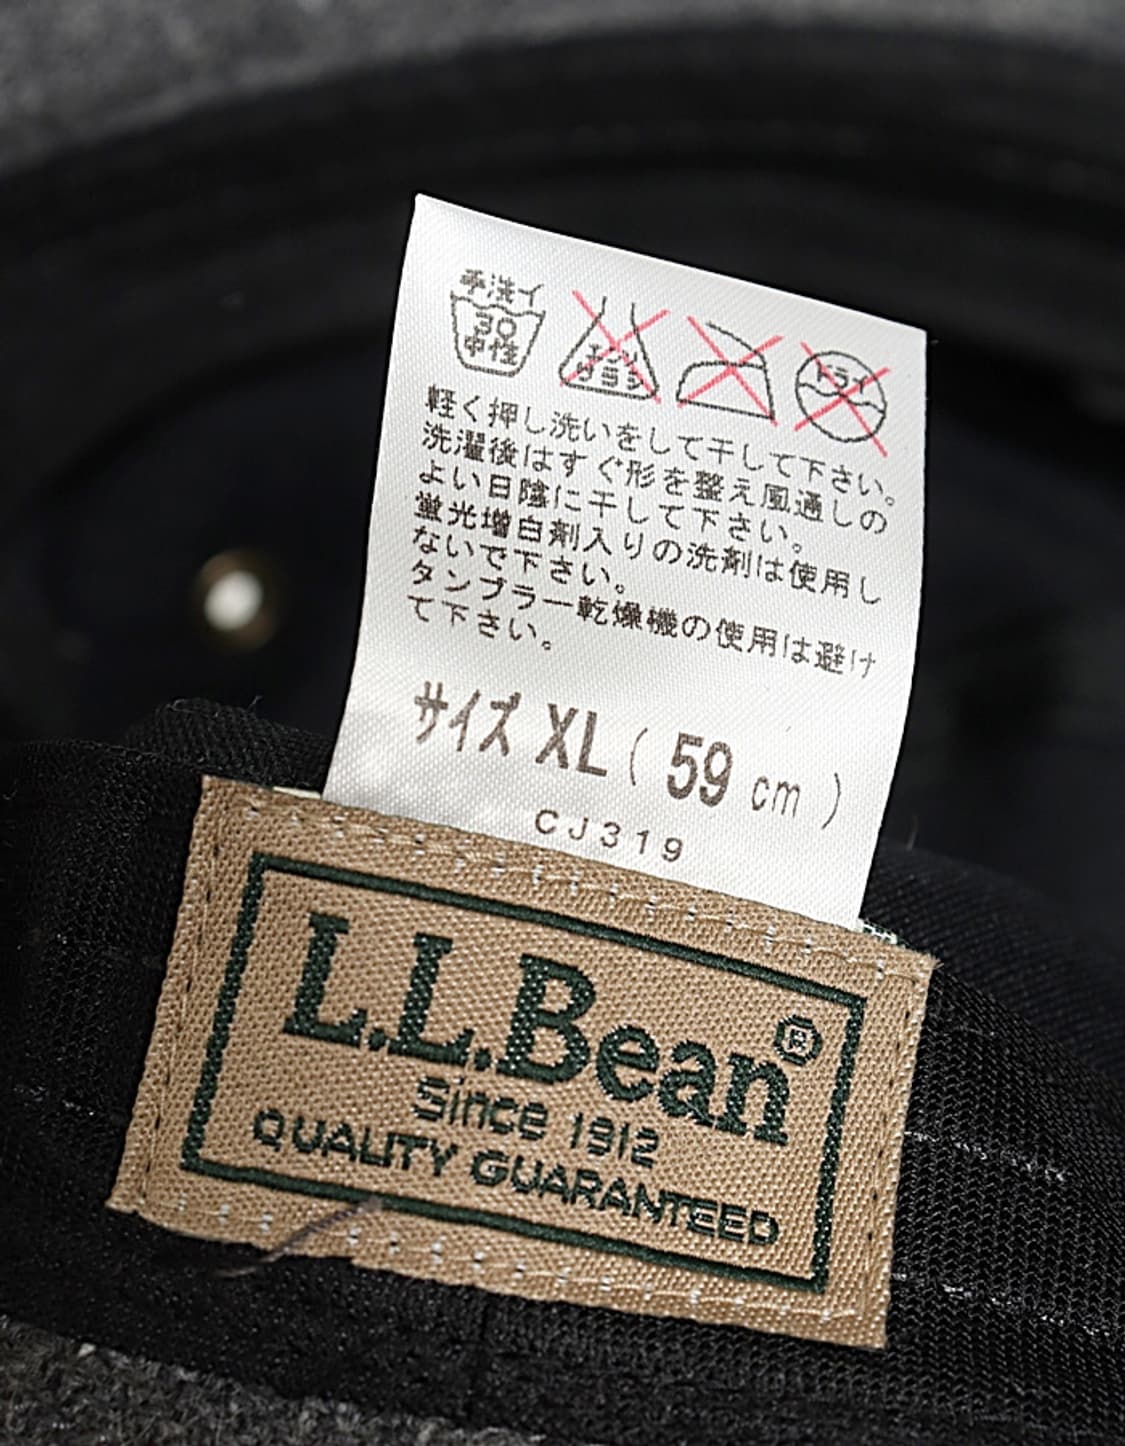 手洗イ
30
中性
エンソ
サラシ
ドライ
軽く押し洗いをして干して下さい。
洗濯後はすぐ形を整え風通しの
よい日陰に干して下さい。
蛍光増白剤入りの洗剤は使用し
ないで下さい。
タンブラー乾燥機の使用は避け
て下さい。
サイズ XL ( 59 cm )
CJ319
L.L.Bean®
Since 1912
QUALITY GUARANTEED